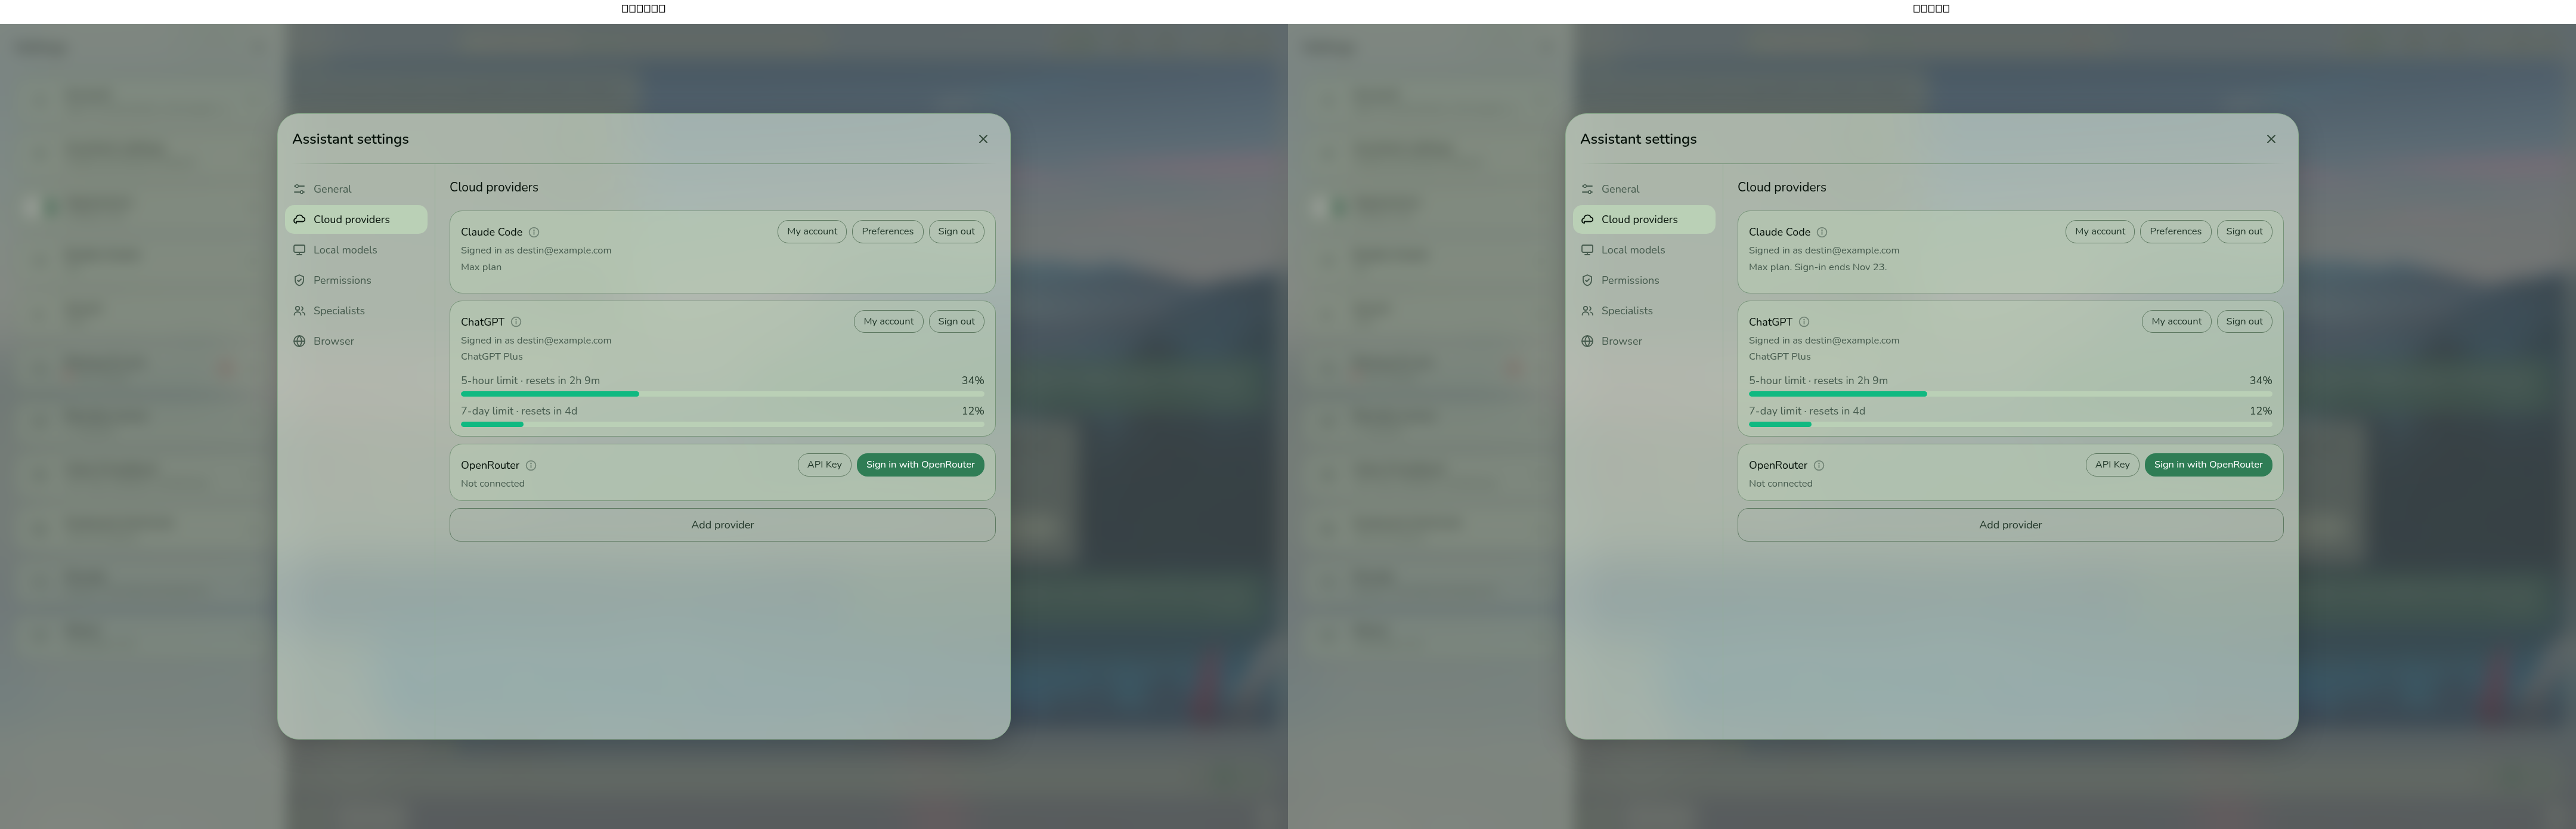 Assistant settings
General
Cloud providers
Local models
Permissions
Specialists
Browser
Cloud providers
Claude Code
My account
Preferences
Sign out
Signed in as destin@example.com
Max plan
ChatGPT
My account
Sign out
Signed in as destin@example.com
ChatGPT Plus
5-hour limit · resets in 2h 9m
34%
7-day limit · resets in 4d
12%
OpenRouter
API Key
Sign in with OpenRouter
Not connected
Add provider
Assistant settings
General
Cloud providers
Local models
Permissions
Specialists
Browser
Cloud providers
Claude Code
My account
Preferences
Sign out
Signed in as destin@example.com
Max plan. Sign-in ends Nov 23.
ChatGPT
My account
Sign out
Signed in as destin@example.com
ChatGPT Plus
5-hour limit · resets in 2h 9m
34%
7-day limit · resets in 4d
12%
OpenRouter
API Key
Sign in with OpenRouter
Not connected
Add provider